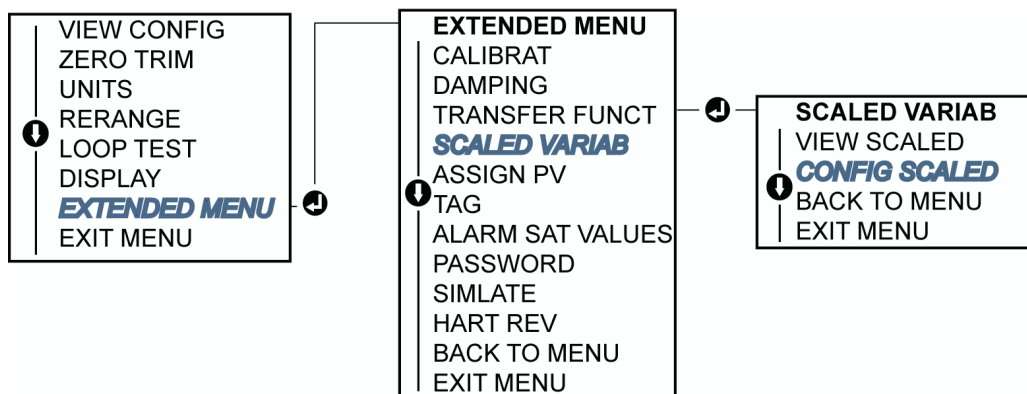 VIEW CONFIG
ZERO TRIM
UNITS
RERANGE
LOOP TEST
DISPLAY
EXTENDED MENU
EXIT MENU
EXTENDED MENU
CALIBRAT
DAMPING
TRANSFER FUNCT
SCALED VARIAB
ASSIGN PV
TAG
ALARM SAT VALUES
PASSWORD
SIMLATE
HART REV
BACK TO MENU
EXIT MENU
SCALED VARIAB
VIEW SCALED
CONFIG SCALED
BACK TO MENU
EXIT MENU